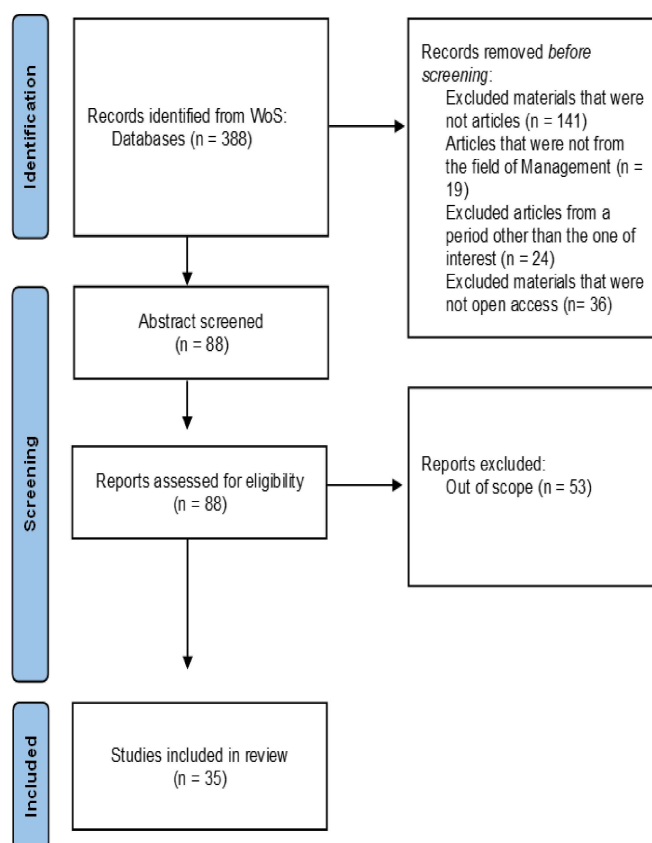 Identification
Records identified from WoS:
Databases (n = 388)
Records removed before
screening:
Excluded materials that were
not articles (n = 141)
Articles that were not from
the field of Management (n =
19)
Excluded articles from a
period other than the one of
interest (n = 24)
Excluded materials that were
not open access (n= 36)
Screening
Abstract screened
(n = 88)
Reports assessed for eligibility
(n = 88)
Reports excluded:
Out of scope (n = 53)
Included
Studies included in review
(n = 35)